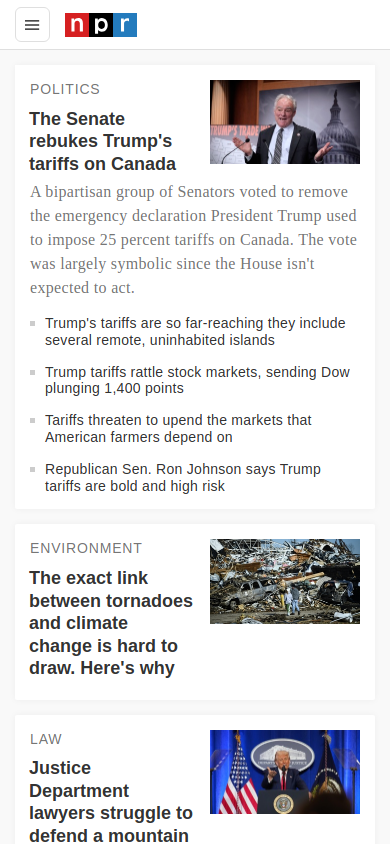 npr
POLITICS
The Senate
rebukes Trump's
tariffs on Canada
TRUMP'S TRADE
A bipartisan group of Senators voted to remove
the emergency declaration President Trump used
to impose 25 percent tariffs on Canada. The vote
was largely symbolic since the House isn't
expected to act.
Trump's tariffs are so far-reaching they include
several remote, uninhabited islands
Trump tariffs rattle stock markets, sending Dow
plunging 1,400 points
Tariffs threaten to upend the markets that
American farmers depend on
Republican Sen. Ron Johnson says Trump
tariffs are bold and high risk
ENVIRONMENT
The exact link
between tornadoes
and climate
change is hard to
draw. Here's why
LAW
Justice
Department
lawyers struggle to
defend a mountain